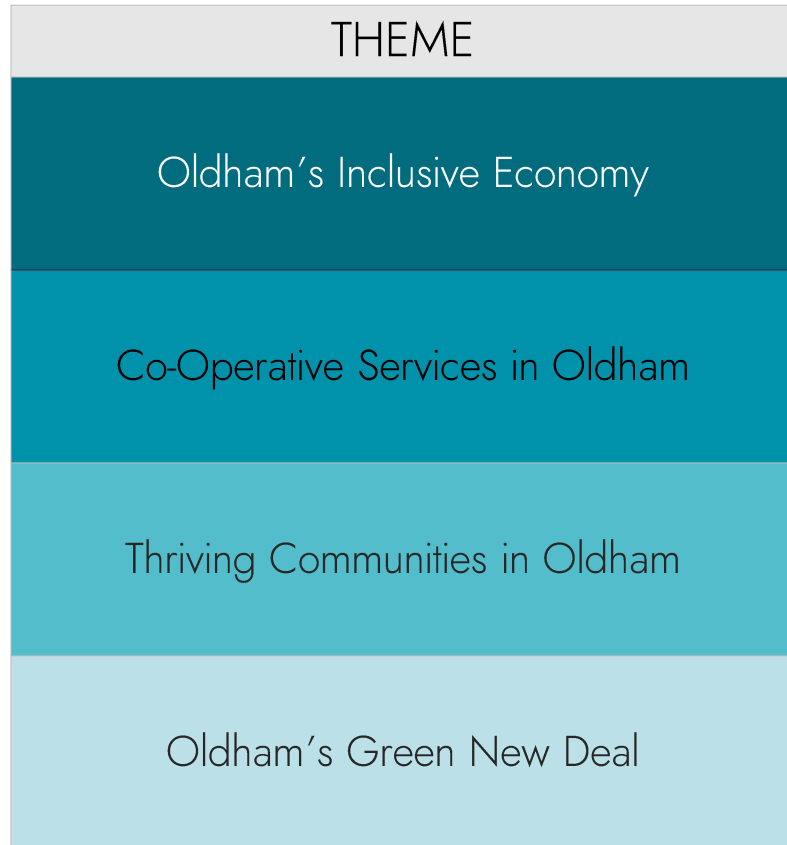 THEME
Oldham’s Inclusive Economy
Co-Operative Services in Oldham
Thriving Communities in Oldham
Oldham’s Green New Deal